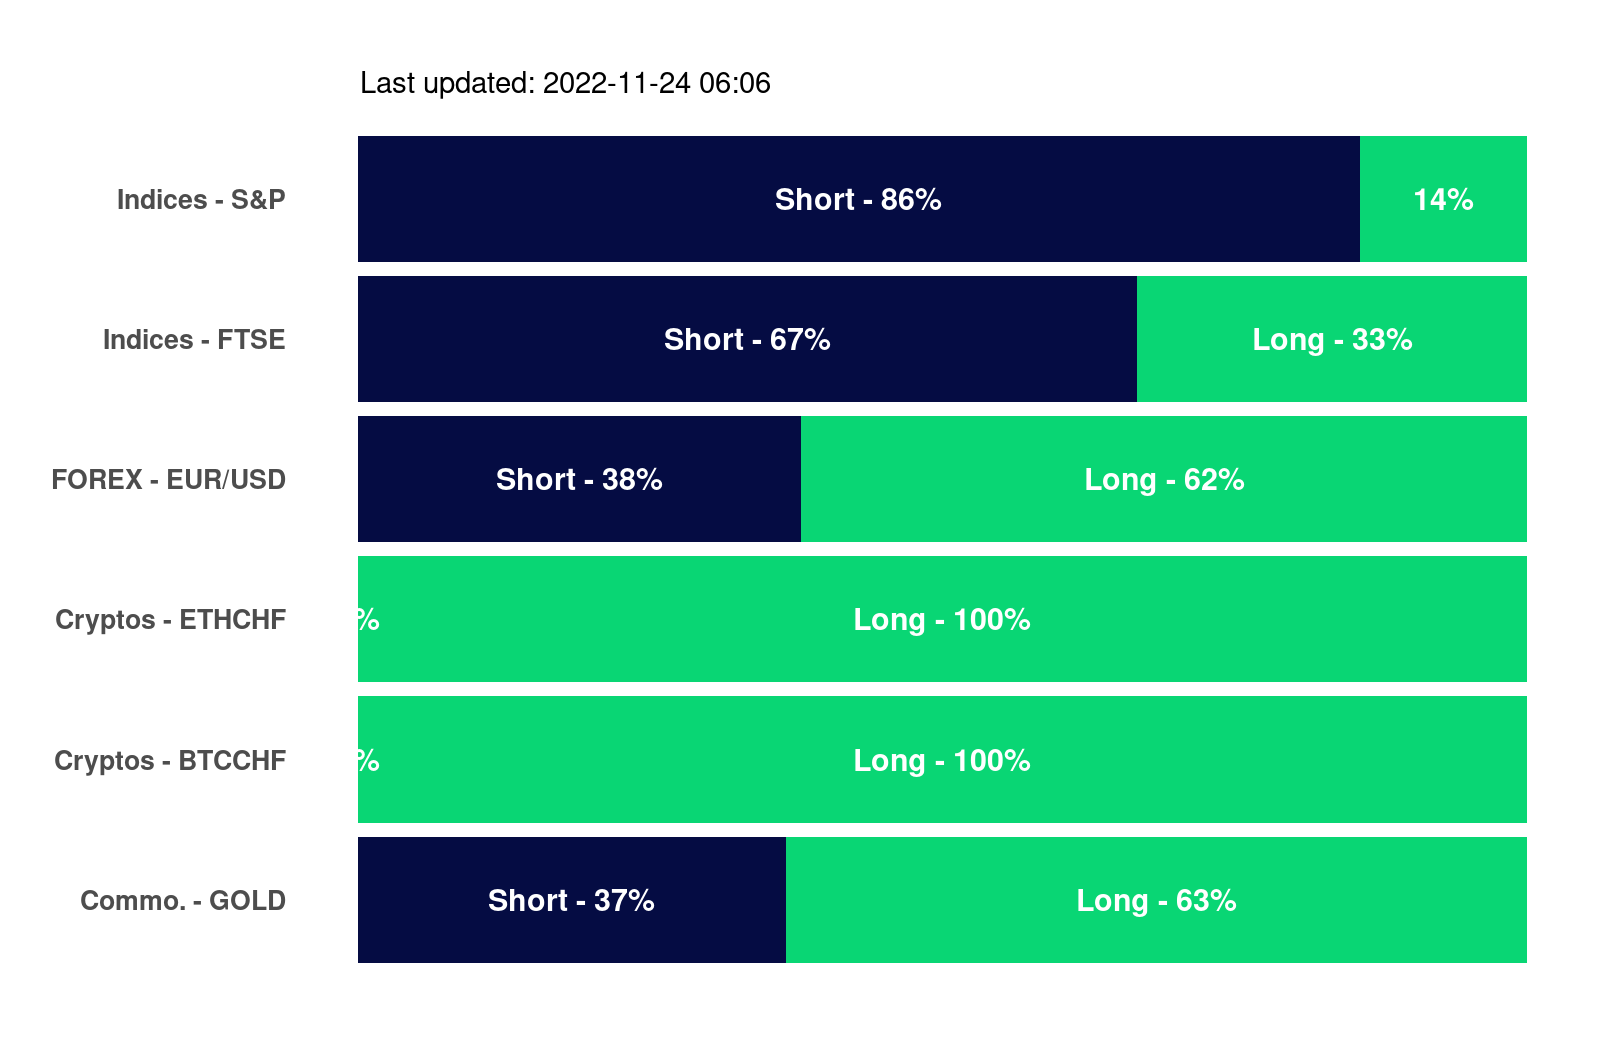 Last updated: 2022-11-24 06:06
Indices - S&P Short - 86% 14%
Indices - FTSE Short - 67% Long - 33%
FOREX - EUR/USD Short - 38% Long - 62%
Cryptos - ETHCHF % Long - 100%
Cryptos - BTCCHF % Long - 100%
Commo. - GOLD Short - 37% Long - 63%